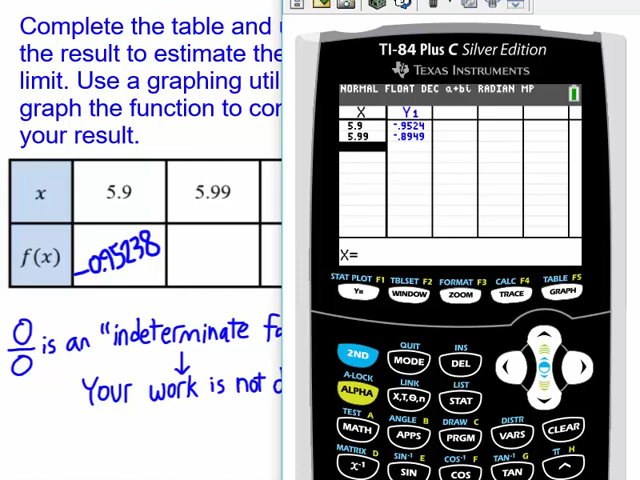 Complete the table and u
the result to estimate the
limit. Use a graphing util
graph the function to con
your result.
x 5.9 5.99
f(x) -0.95238
0/0 is an "indeterminate fo
Your work is not d
TI-84 Plus C Silver Edition
TEXAS INSTRUMENTS
NORMAL FLOAT DEC a+bi RADIAN MP
X Y1
5.9 -.9524
5.99 -.8949
X=
STAT PLOT F1 TBLSET F2 FORMAT F3 CALC F4 TABLE F5
Y= WINDOW ZOOM TRACE GRAPH
QUIT INS
2ND MODE DEL
A-LOCK LINK LIST
ALPHA X,T,θ,n STAT
TEST A ANGLE B DRAW C DISTR
MATH APPS PRGM VARS CLEAR
MATRIX D SIN⁻¹ E COS⁻¹ F TAN⁻¹ G π H
x⁻¹ SIN COS TAN ^